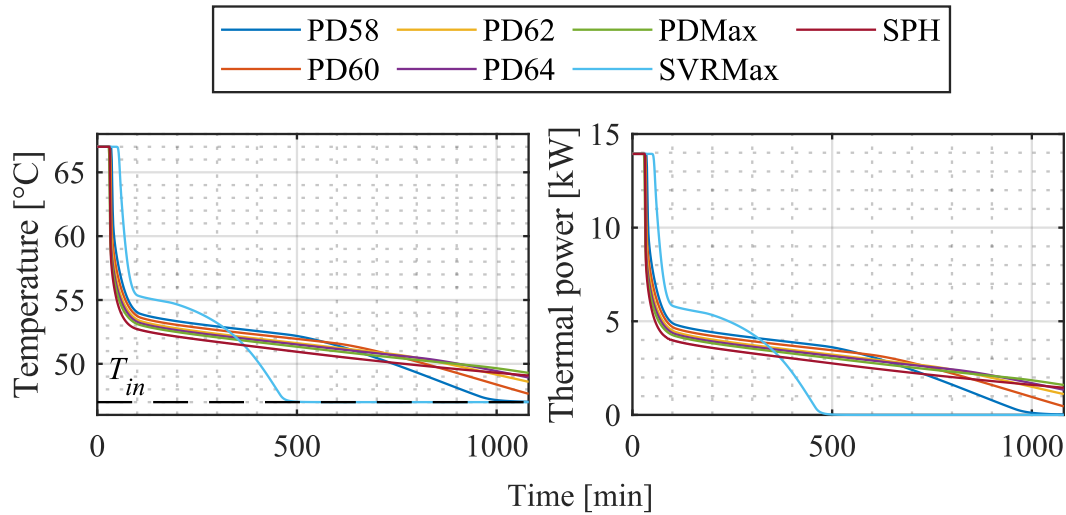 PD58 PD62 PDMax SPH
PD60 PD64 SVRMax
Temperature [°C]
65
60
55
50
T_in
0 500 1000
Thermal power [kW]
15
10
5
0
0 500 1000
Time [min]